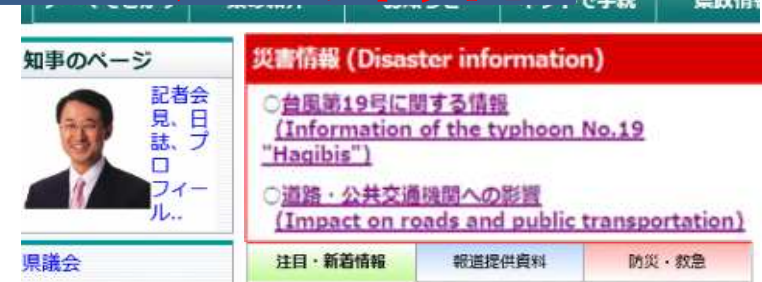 知事のページ
記者会
見、日
誌、プ
ロ
フィー
ル..
県議会
災害情報 (Disaster information)
○台風第19号に関する情報
(Information of the typhoon No.19
"Hagibis")
○道路・公共交通機関への影響
(Impact on roads and public transportation)
注目・新着情報
報道提供資料
防災・救急